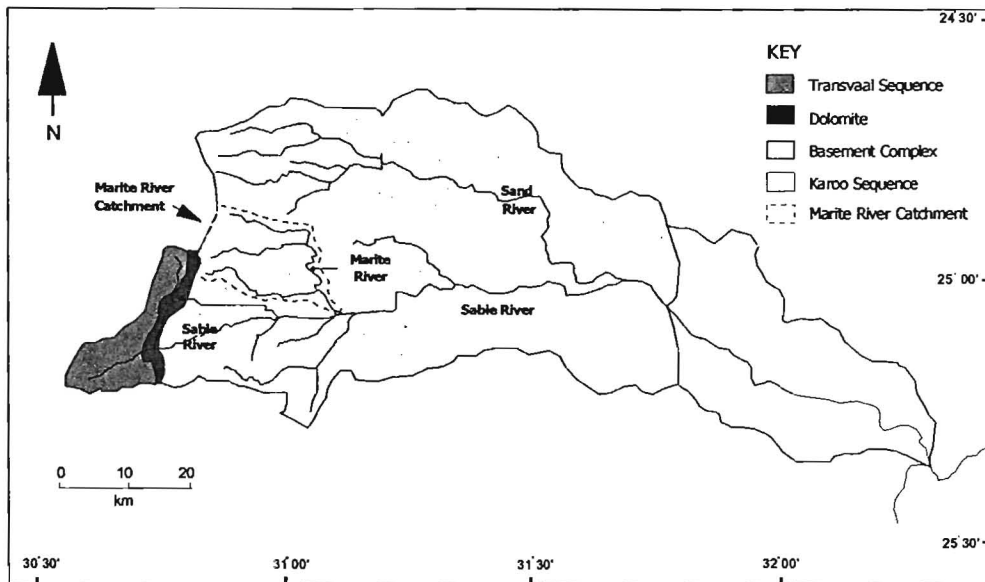 24°30'
KEY
Transvaal Sequence
Dolomite
Basement Complex
Karoo Sequence
Marite River Catchment
N
Marite River
Catchment
Sand
River
Marite
River
25°00'
Sabie River
Sabie
River
0 10 20
km
25°30'
30°30' 31°00' 31°30' 32°00'